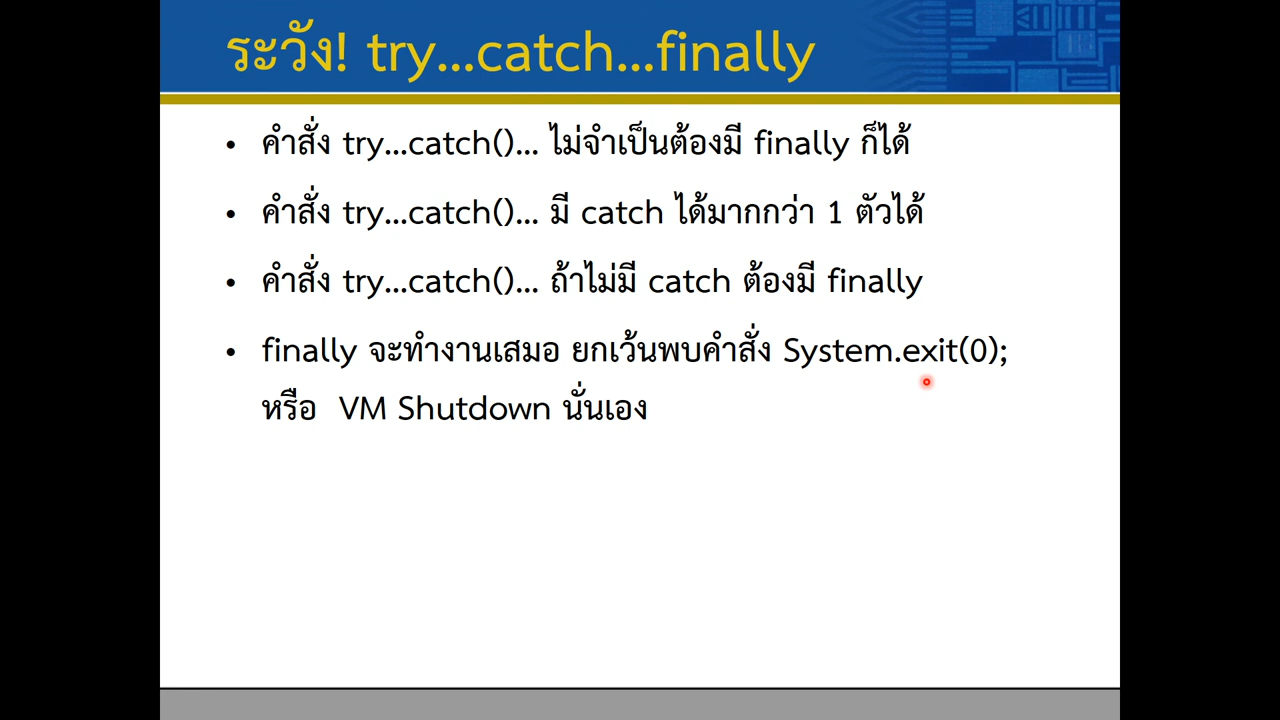 ระวัง! try...catch...finally
• คำสั่ง try...catch()... ไม่จำเป็นต้องมี finally ก็ได้
• คำสั่ง try...catch()... มี catch ได้มากกว่า 1 ตัวได้
• คำสั่ง try...catch()... ถ้าไม่มี catch ต้องมี finally
• finally จะทำงานเสมอ ยกเว้นพบคำสั่ง System.exit(0);
หรือ VM Shutdown นั่นเอง